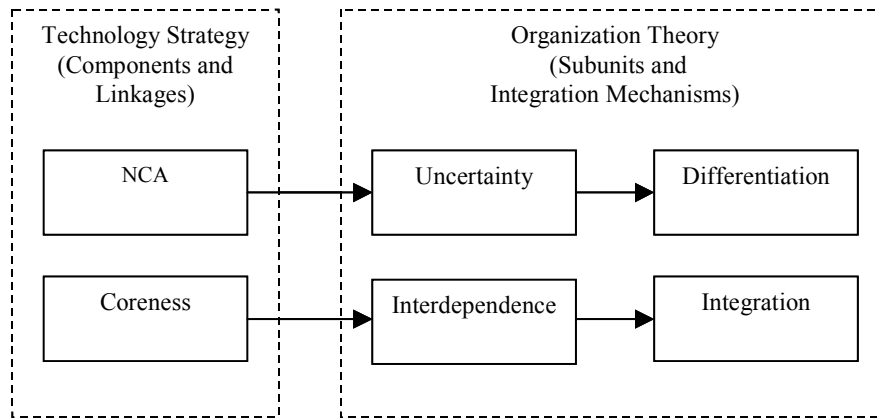 Technology Strategy
(Components and
Linkages)
Organization Theory
(Subunits and
Integration Mechanisms)
NCA
Uncertainty
Differentiation
Coreness
Interdependence
Integration